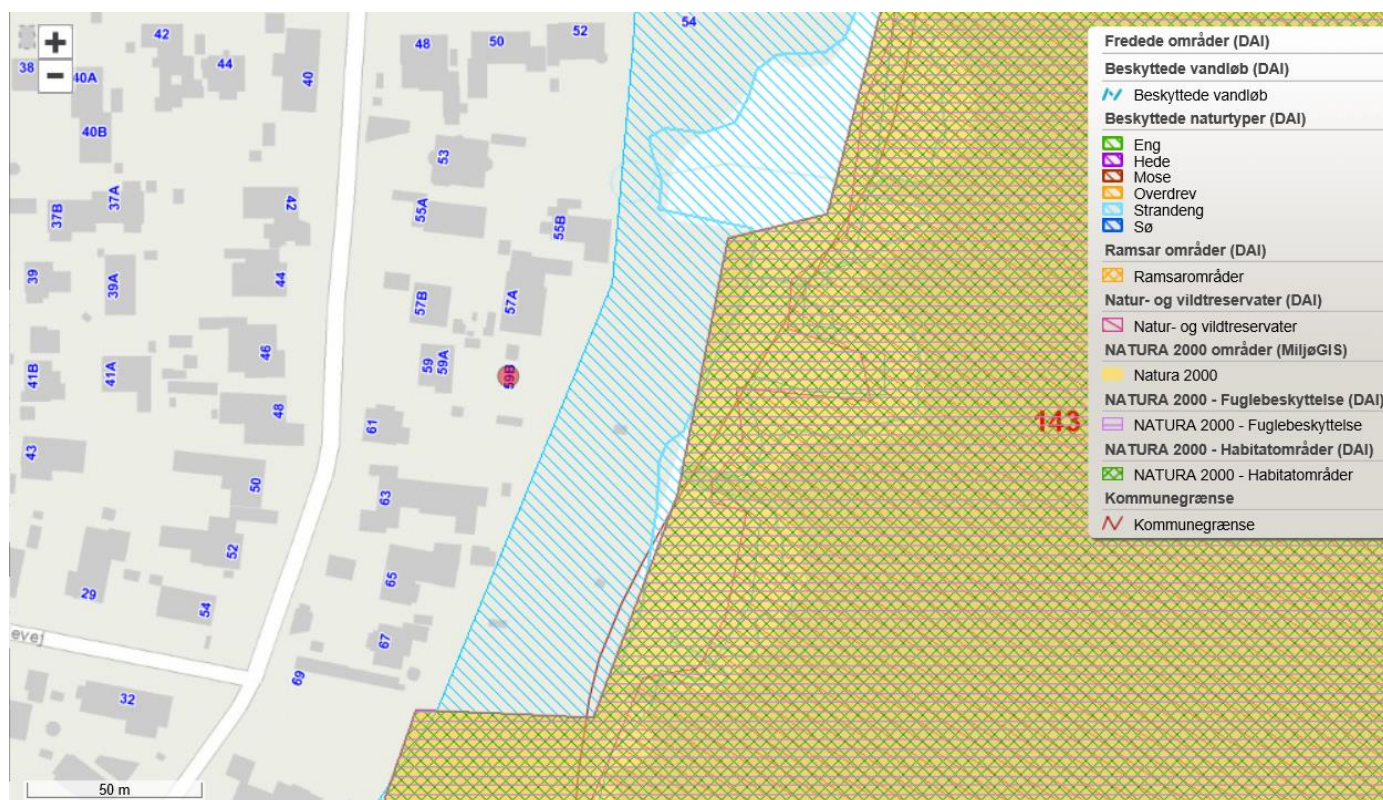 +
−
38
42
44
40A
40
40B
37A
37B
42
39
39A
44
46
41B
41A
48
43
50
52
29
54
evej
32
48
50
52
54
53
55A
55B
57B
57A
59
59A
59B
61
63
65
67
69
143
50 m
Fredede områder (DAI)
Beskyttede vandløb (DAI)
Beskyttede vandløb
Beskyttede naturtyper (DAI)
Eng
Hede
Mose
Overdrev
Strandeng
Sø
Ramsar områder (DAI)
Ramsarområder
Natur- og vildtreservater (DAI)
Natur- og vildtreservater
NATURA 2000 områder (MiljøGIS)
Natura 2000
NATURA 2000 - Fuglebeskyttelse (DAI)
NATURA 2000 - Fuglebeskyttelse
NATURA 2000 - Habitatområder (DAI)
NATURA 2000 - Habitatområder
Kommunegrænse
Kommunegrænse